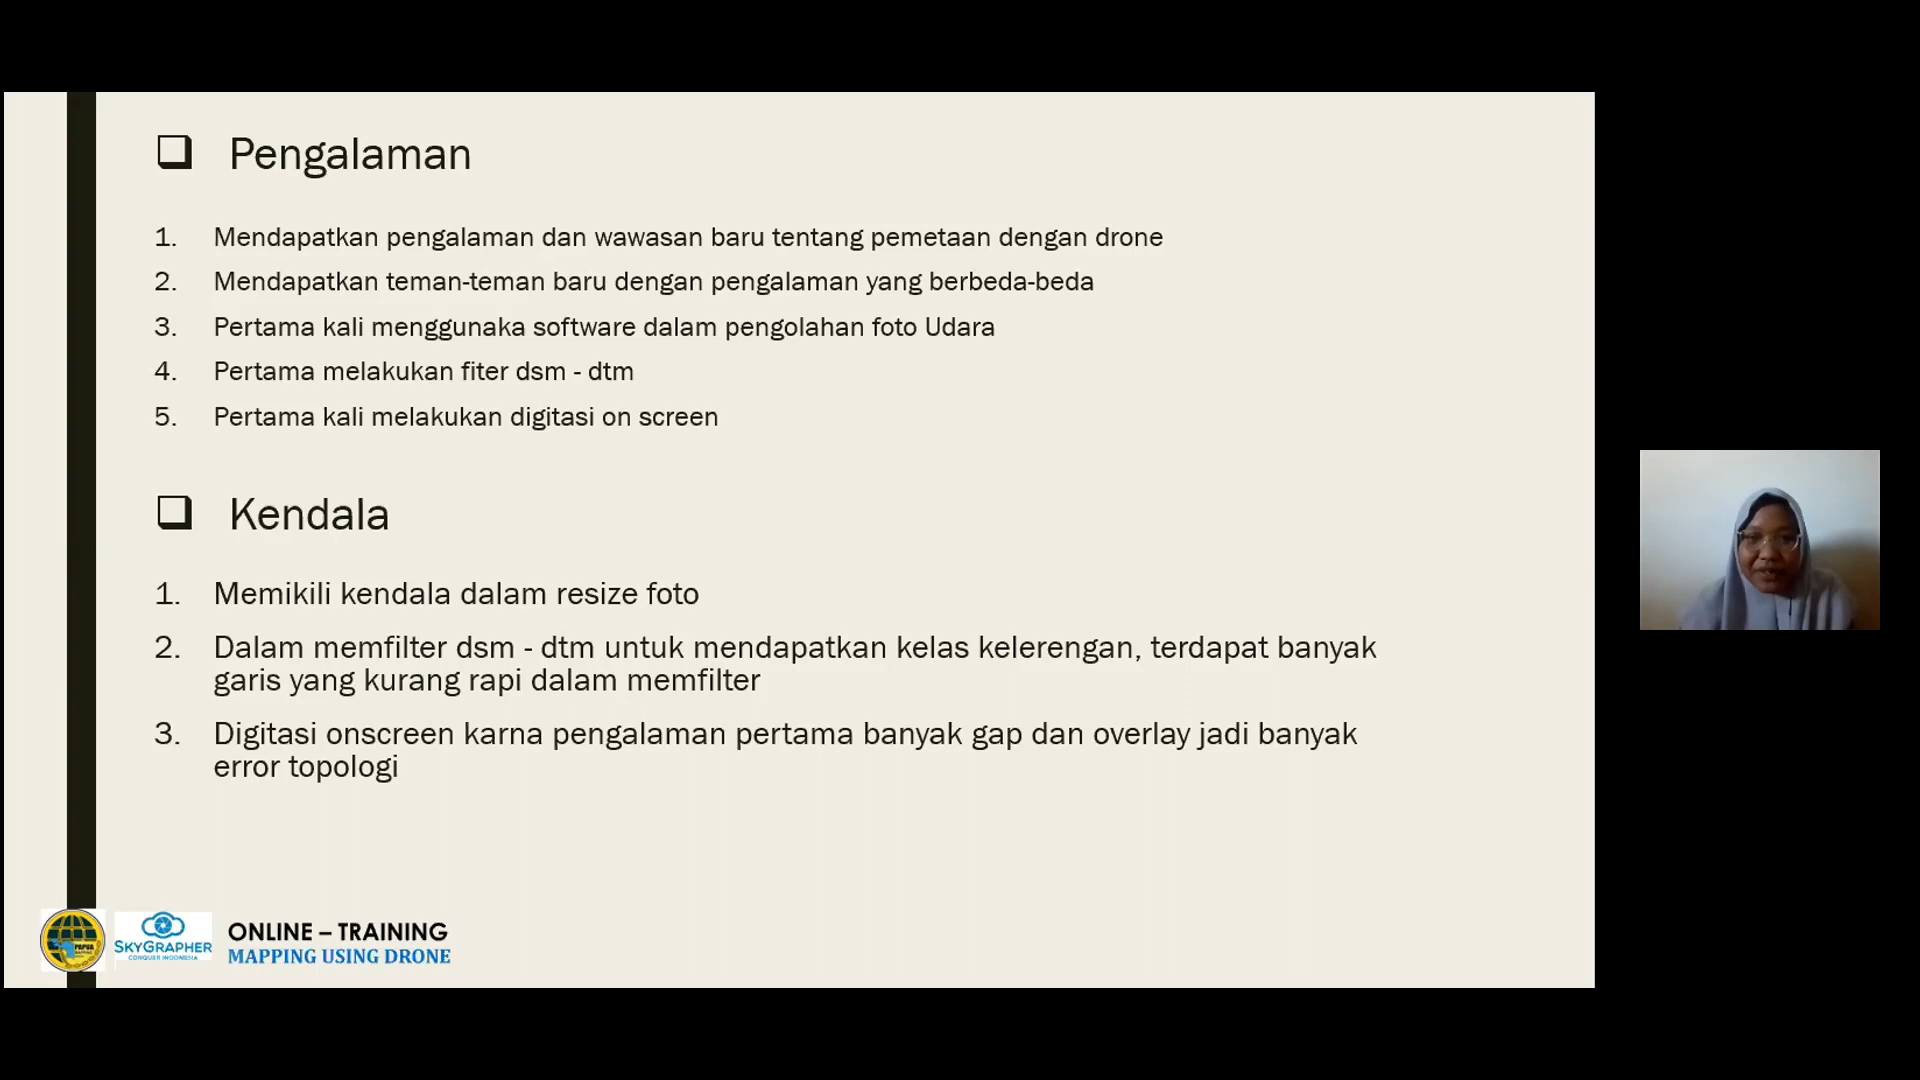 Pengalaman
1. Mendapatkan pengalaman dan wawasan baru tentang pemetaan dengan drone
2. Mendapatkan teman-teman baru dengan pengalaman yang berbeda-beda
3. Pertama kali menggunaka software dalam pengolahan foto Udara
4. Pertama melakukan fiter dsm - dtm
5. Pertama kali melakukan digitasi on screen
Kendala
1. Memikili kendala dalam resize foto
2. Dalam memfilter dsm - dtm untuk mendapatkan kelas kelerengan, terdapat banyak
garis yang kurang rapi dalam memfilter
3. Digitasi onscreen karna pengalaman pertama banyak gap dan overlay jadi banyak
error topologi
PAPUA
SKYGRAPHER
CONQUER INDONESIA
ONLINE – TRAINING
MAPPING USING DRONE